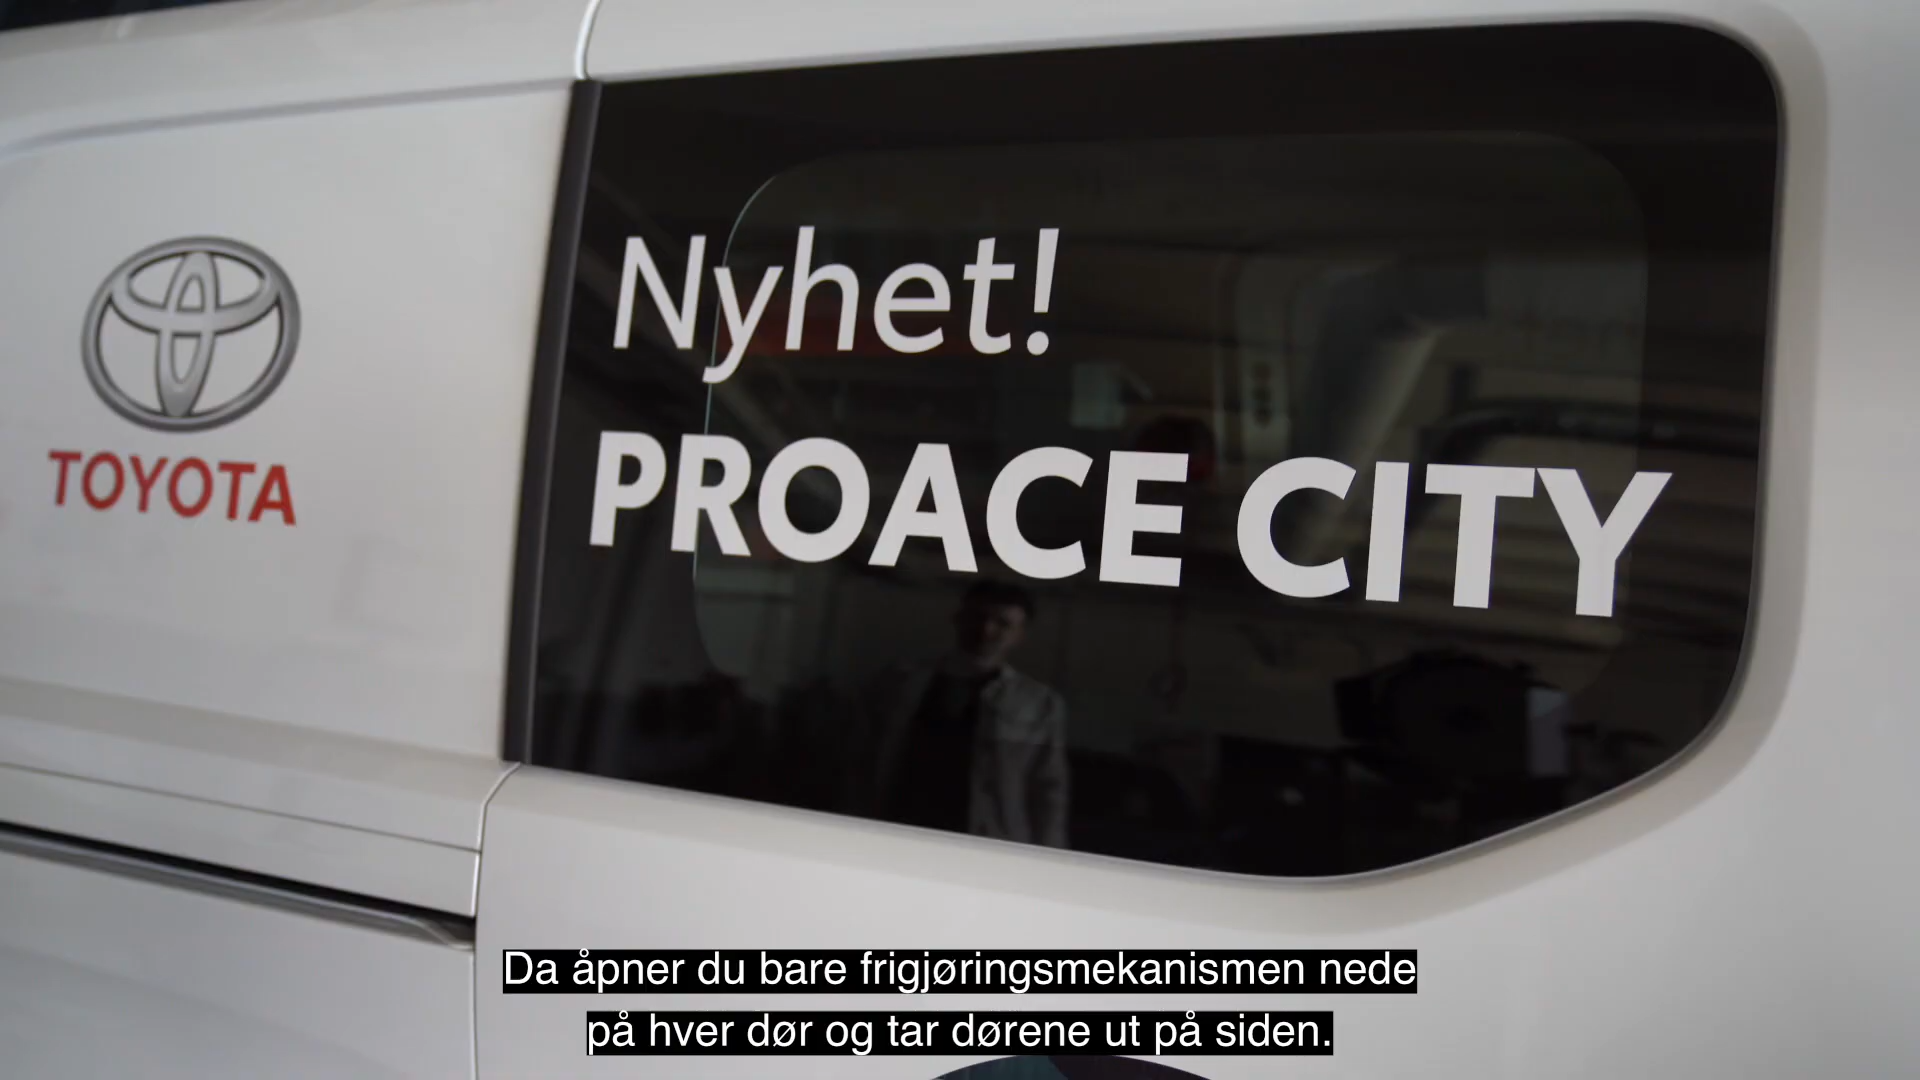 TOYOTA
Nyhet!
PROACE CITY
Da åpner du bare frigjøringsmekanismen nede
på hver dør og tar dørene ut på siden.